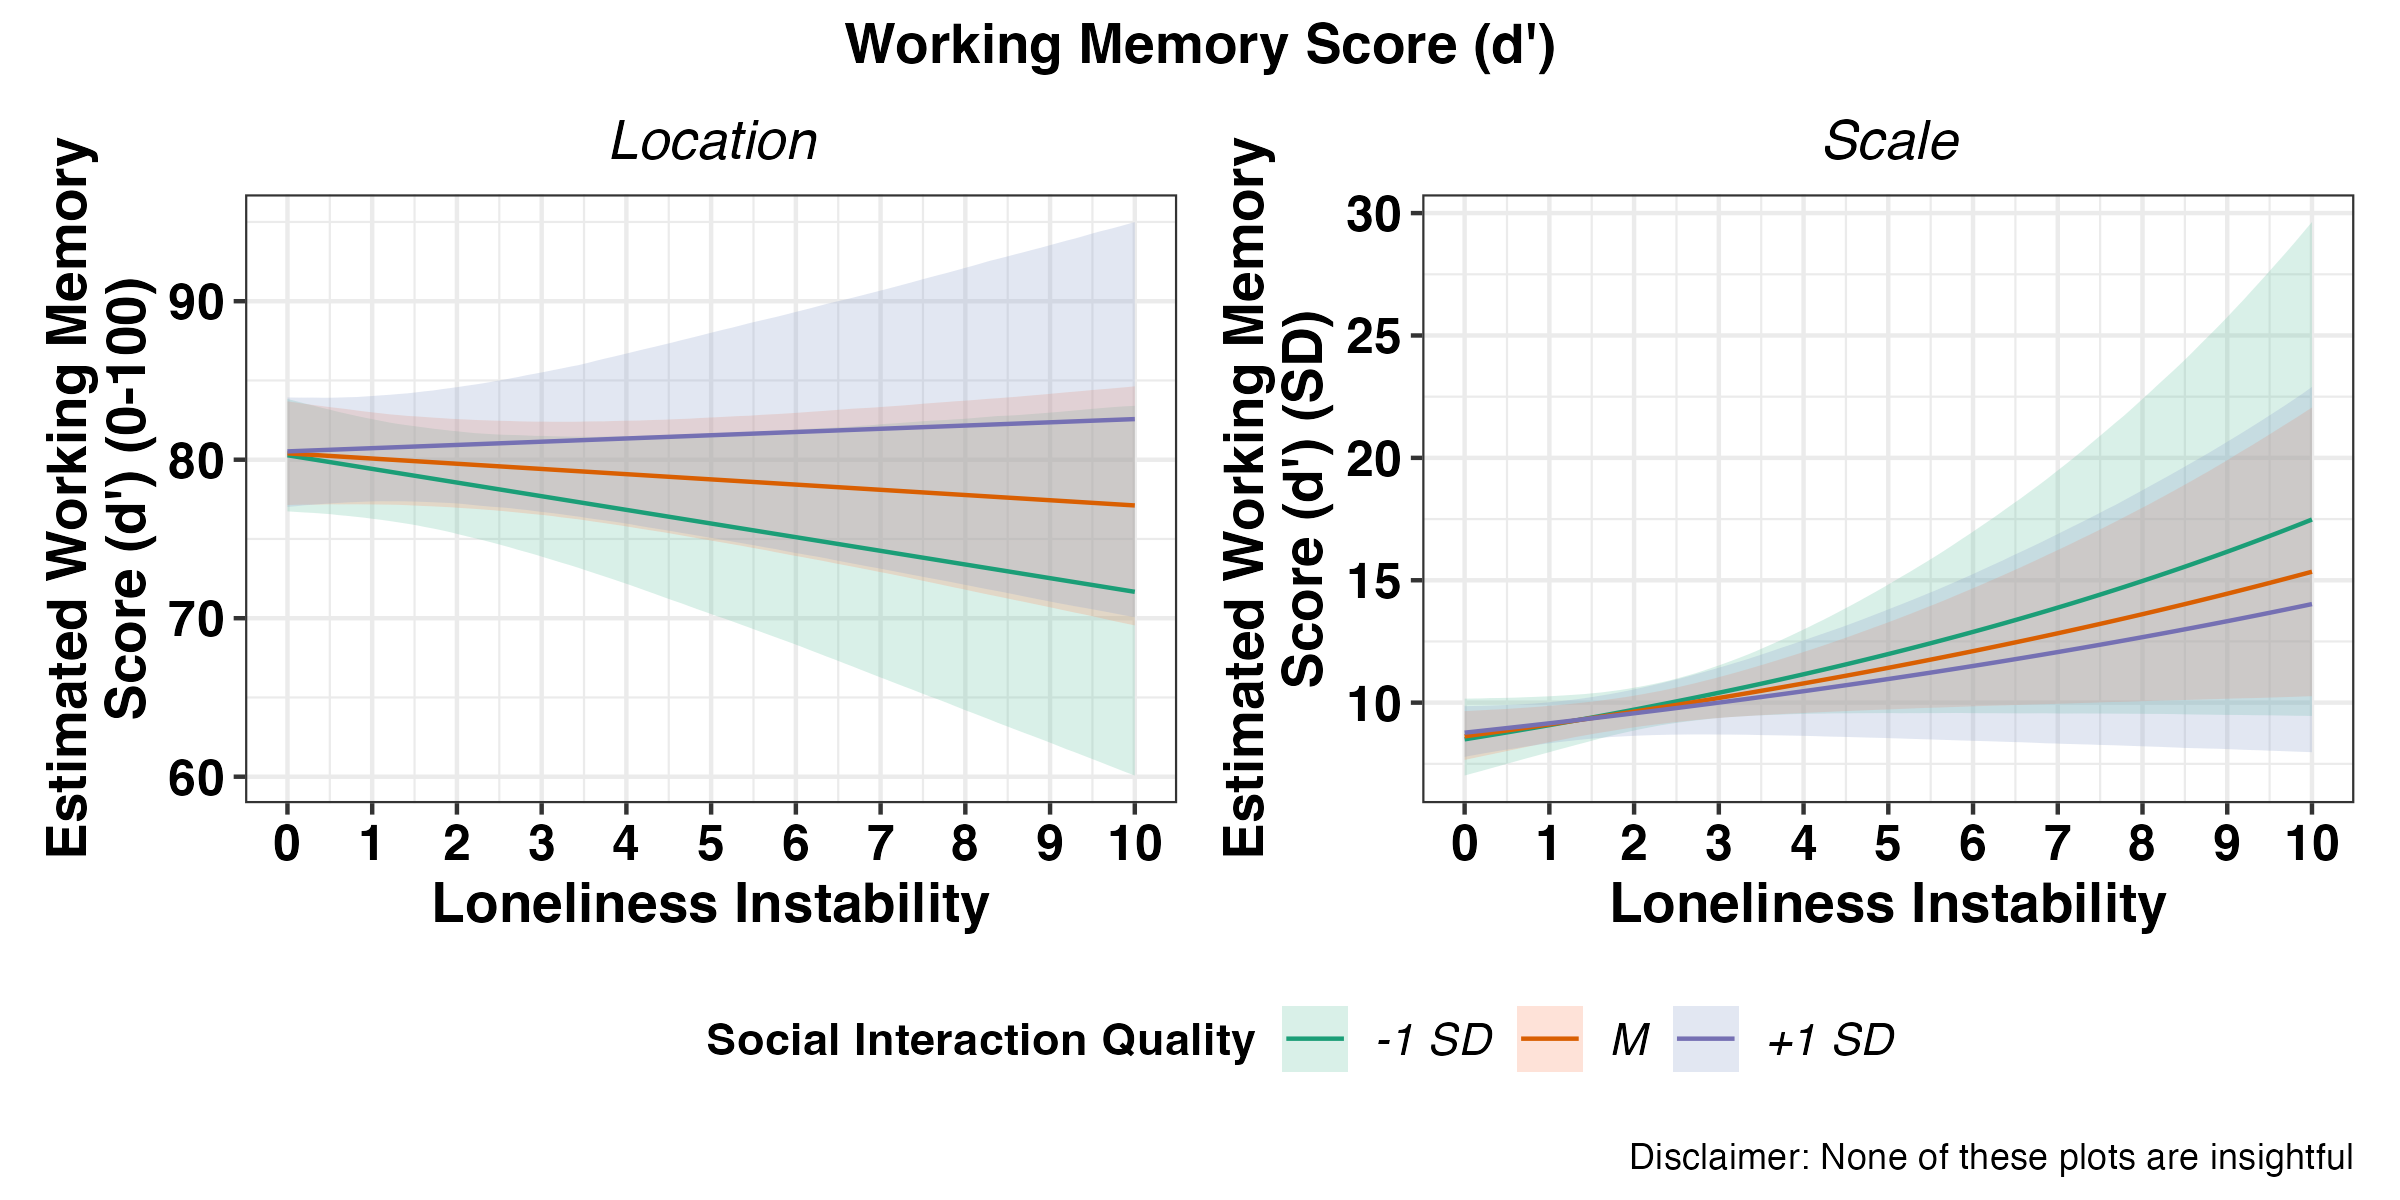 Working Memory Score (d')
Location
Estimated Working Memory
Score (d') (0-100)
90
80
70
60
0 1 2 3 4 5 6 7 8 9 10
Loneliness Instability
Scale
Estimated Working Memory
Score (d') (SD)
30
25
20
15
10
0 1 2 3 4 5 6 7 8 9 10
Loneliness Instability
Social Interaction Quality -1 SD M +1 SD
Disclaimer: None of these plots are insightful